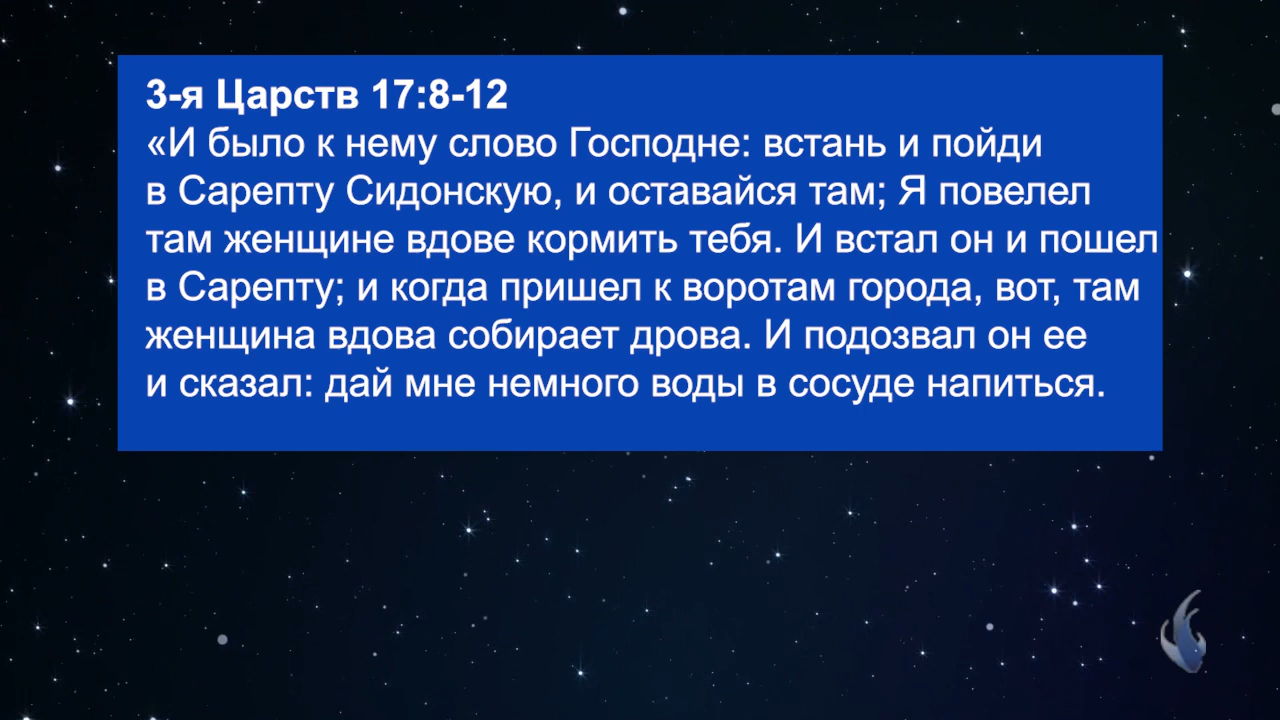 3-я Царств 17:8-12
«И было к нему слово Господне: встань и пойди
в Сарепту Сидонскую, и оставайся там; Я повелел
там женщине вдове кормить тебя. И встал он и пошел
в Сарепту; и когда пришел к воротам города, вот, там
женщина вдова собирает дрова. И подозвал он ее
и сказал: дай мне немного воды в сосуде напиться.